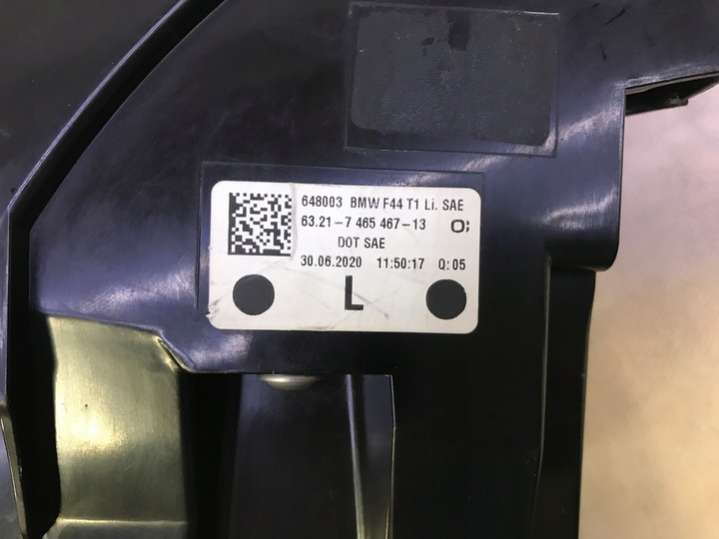 648003 BMW F44 T1 Li. SAE
63.21-7 465 467-13 O;
DOT SAE
30.06.2020 11:50:17 Q:05
L